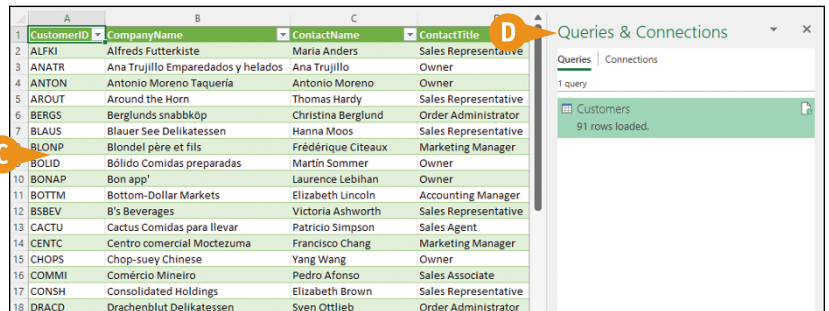 A B C D
1 CustomerID CompanyName ContactName ContactTitle
2 ALFKI Alfreds Futterkiste Maria Anders Sales Representative
3 ANATR Ana Trujillo Emparedados y helados Ana Trujillo Owner
4 ANTON Antonio Moreno Taquería Antonio Moreno Owner
5 AROUT Around the Horn Thomas Hardy Sales Representative
6 BERGS Berglunds snabbköp Christina Berglund Order Administrator
7 BLAUS Blauer See Delikatessen Hanna Moos Sales Representative
BLONP Blondel père et fils Frédérique Citeaux Marketing Manager
C
BOLID Bólido Comidas preparadas Martín Sommer Owner
10 BONAP Bon app' Laurence Lebihan Owner
11 BOTTM Bottom-Dollar Markets Elizabeth Lincoln Accounting Manager
12 BSBEV B's Beverages Victoria Ashworth Sales Representative
13 CACTU Cactus Comidas para llevar Patricio Simpson Sales Agent
14 CENTC Centro comercial Moctezuma Francisco Chang Marketing Manager
15 CHOPS Chop-suey Chinese Yang Wang Owner
16 COMMI Comércio Mineiro Pedro Afonso Sales Associate
17 CONSH Consolidated Holdings Elizabeth Brown Sales Representative
18 DRACD Drachenblut Delikatessen Sven Ottlieb Order Administrator
D
Queries & Connections
Queries Connections
1 query
Customers
91 rows loaded.